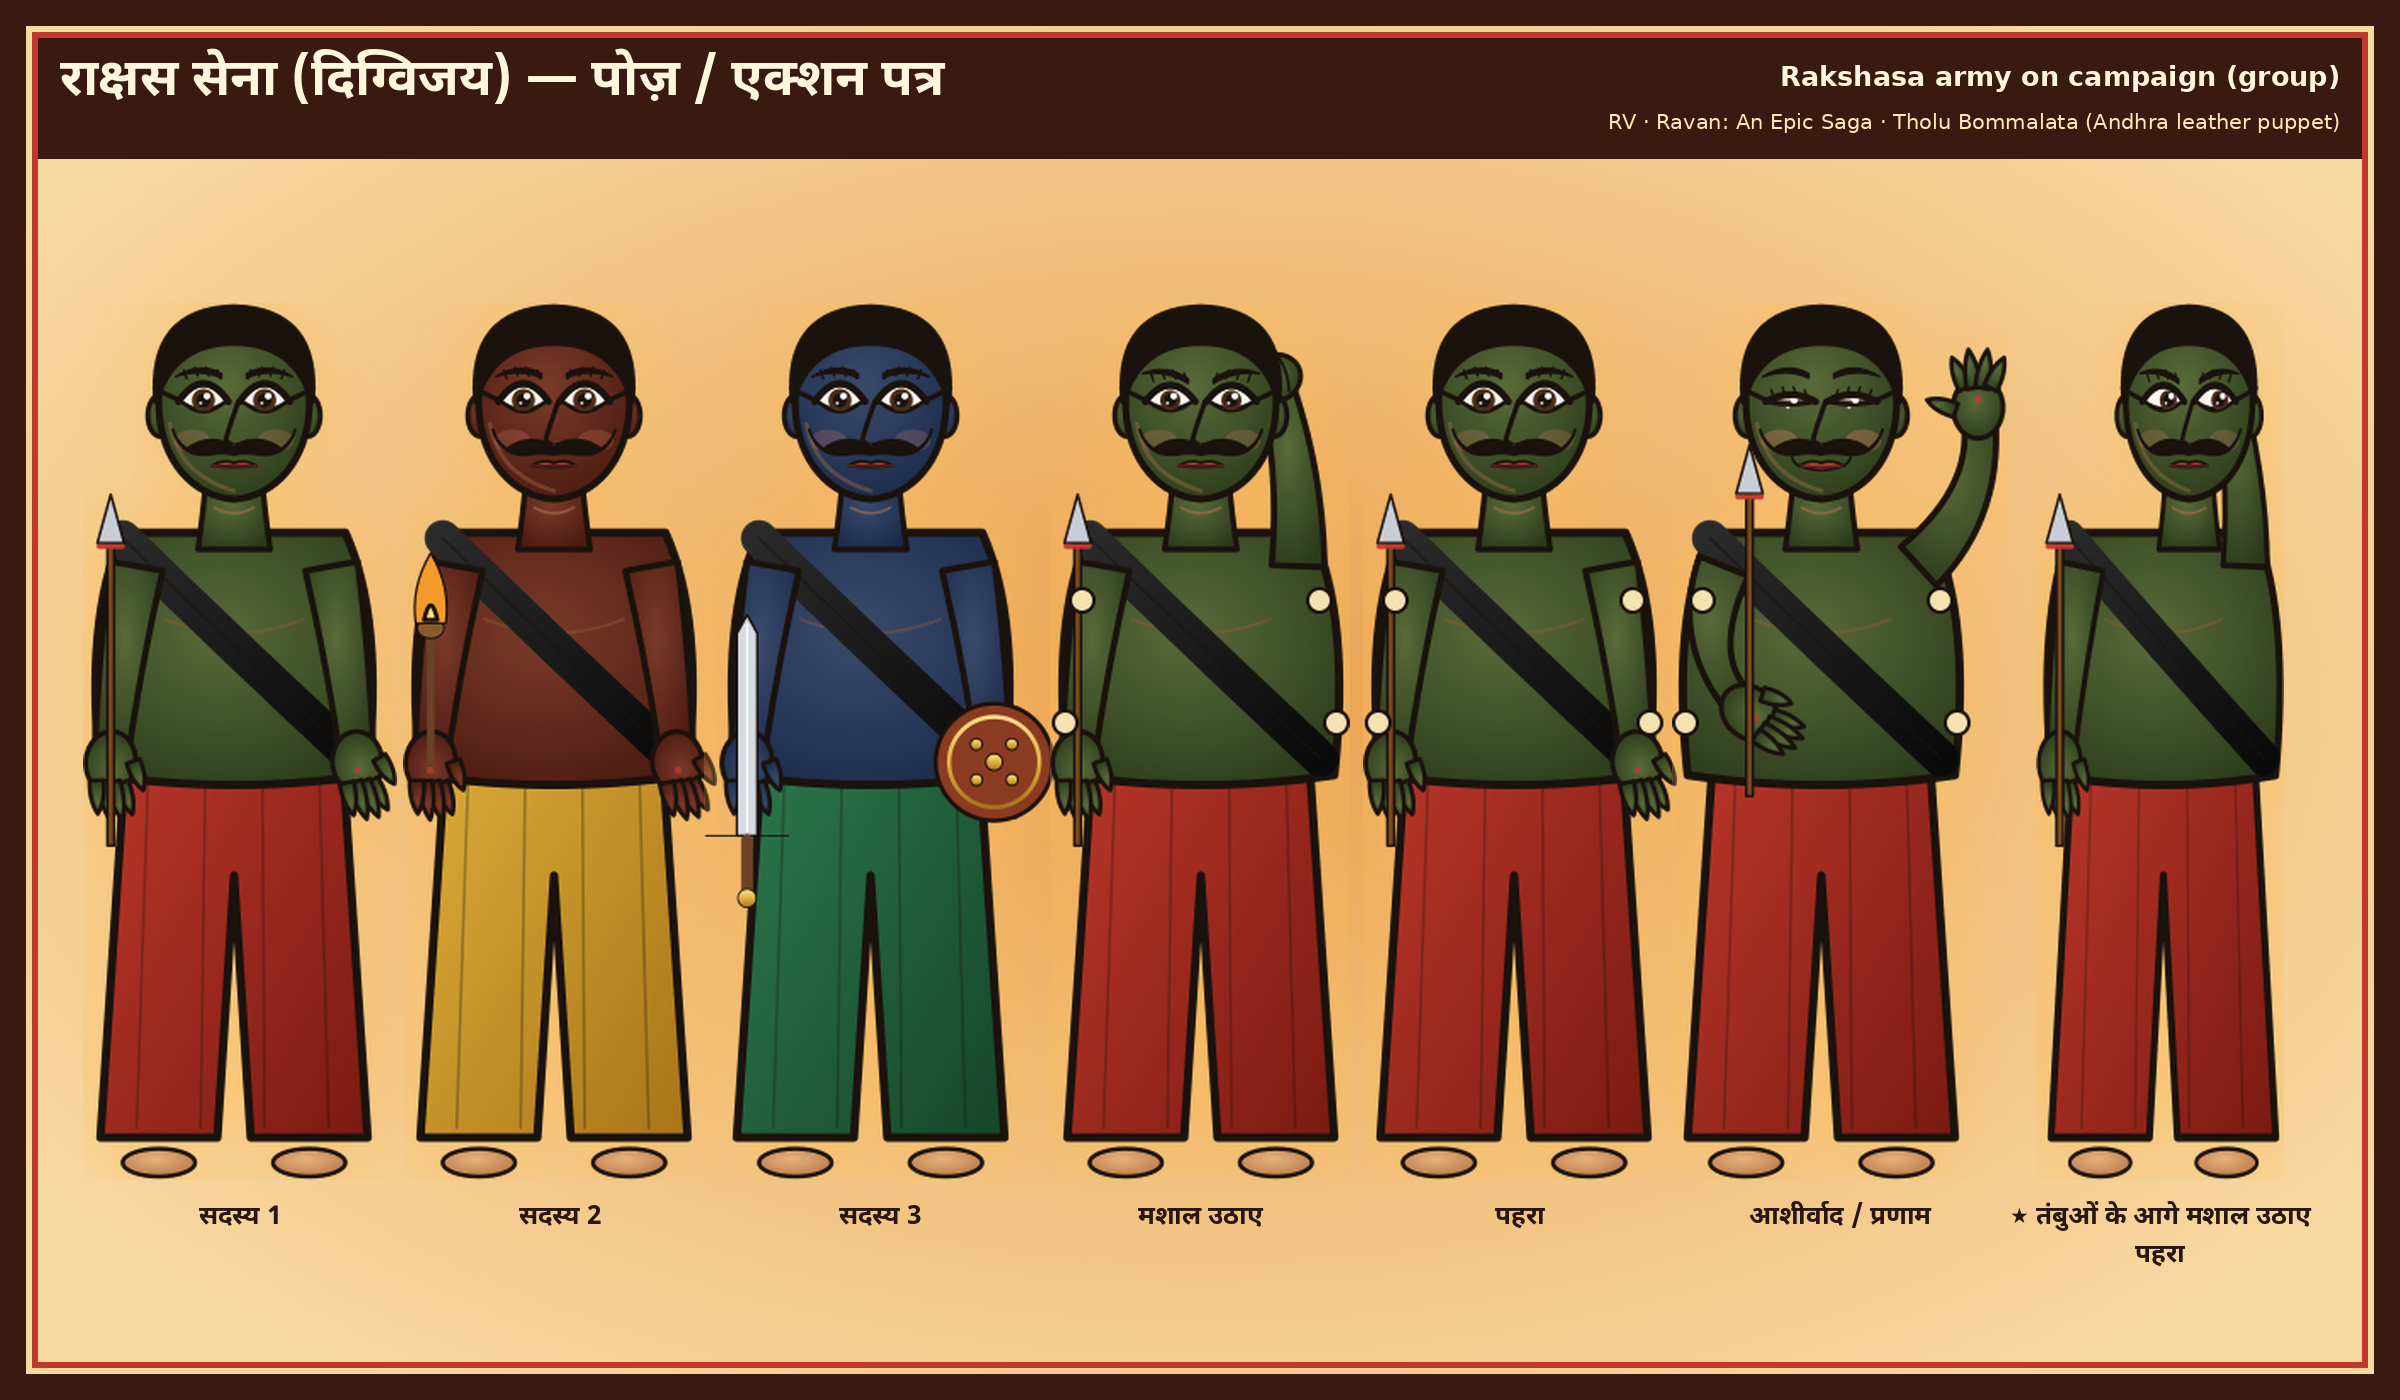 राक्षस सेना (दिग्विजय) — पोज़ / एक्शन पत्र
Rakshasa army on campaign (group)
RV · Ravan: An Epic Saga · Tholu Bommalata (Andhra leather puppet)
सदस्य 1
सदस्य 2
सदस्य 3
मशाल उठाए
पहरा
आशीर्वाद / प्रणाम
★ तंबुओं के आगे मशाल उठाए
पहरा